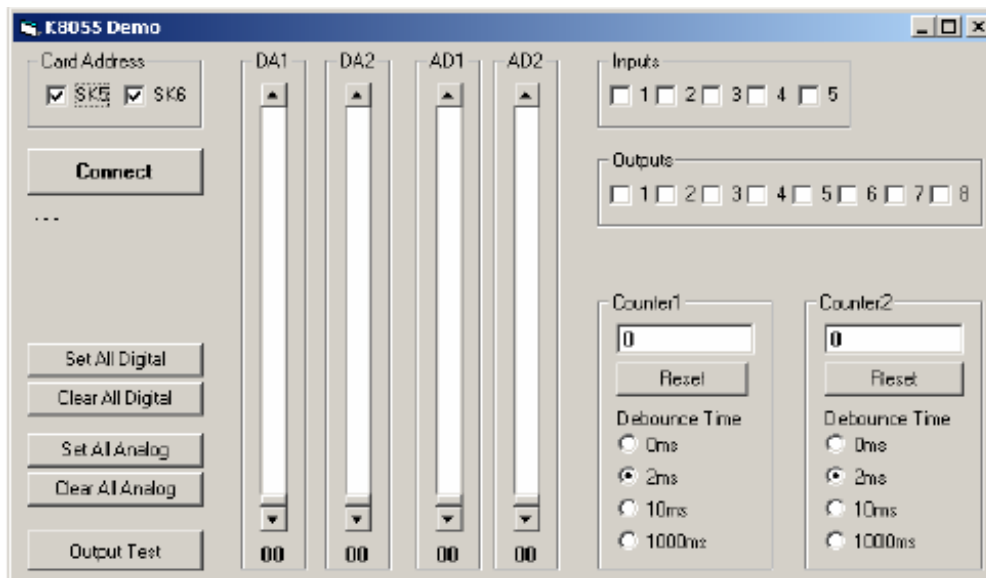 K8055 Demo
Card Address
SK5 SK6
Connect
...
Set All Digital
Clear All Digital
Set All Analog
Clear All Analog
Output Test
DA1
00
DA2
00
AD1
00
AD2
00
Inputs
1 2 3 4 5
Outputs
1 2 3 4 5 6 7 8
Counter1
0
Reset
Debounce Time
0ms
2ms
10ms
1000ms
Counter2
0
Reset
Debounce Time
0ms
2ms
10ms
1000ms